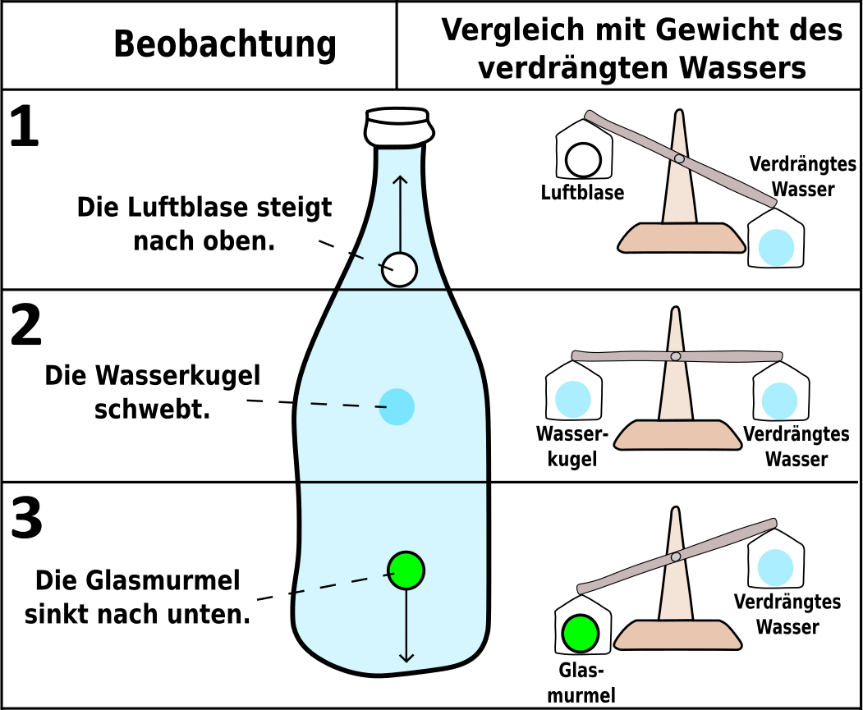 Beobachtung
Vergleich mit Gewicht des
verdrängten Wassers
1
Die Luftblase steigt
nach oben.
Luftblase
Verdrängtes
Wasser
2
Die Wasserkugel
schwebt.
Wasser-
kugel
Verdrängtes
Wasser
3
Die Glasmurmel
sinkt nach unten.
Glas-
murmel
Verdrängtes
Wasser